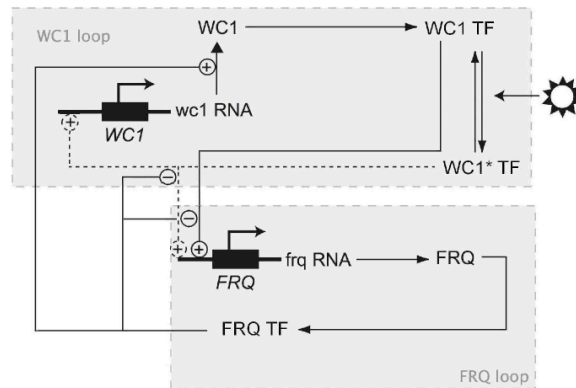 WC1 loop
WC1
WC1 TF
+
wc1 RNA
WC1
+
WC1* TF
−
−
+
+
frq RNA
FRQ
FRQ
FRQ TF
FRQ loop